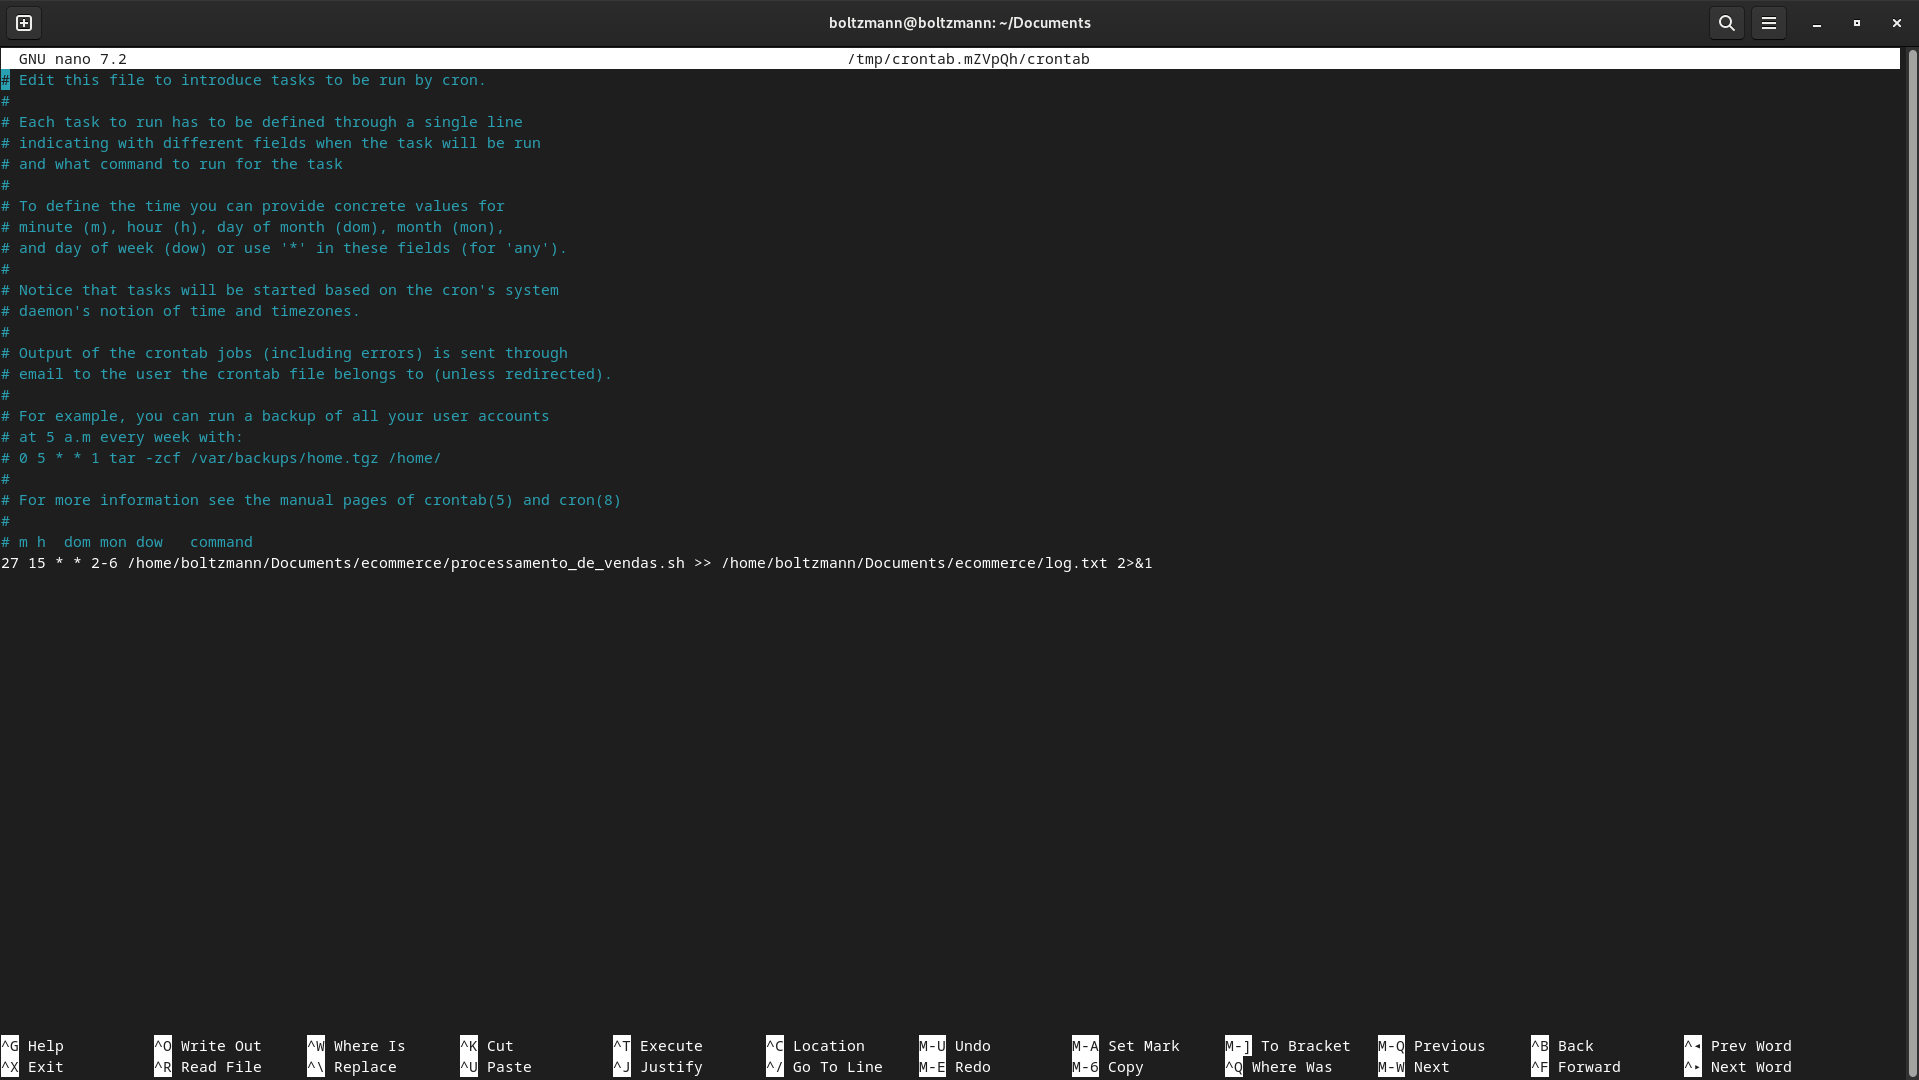 boltzmann@boltzmann: ~/Documents
GNU nano 7.2 /tmp/crontab.mZVpQh/crontab
# Edit this file to introduce tasks to be run by cron.
#
# Each task to run has to be defined through a single line
# indicating with different fields when the task will be run
# and what command to run for the task
#
# To define the time you can provide concrete values for
# minute (m), hour (h), day of month (dom), month (mon),
# and day of week (dow) or use '*' in these fields (for 'any').
#
# Notice that tasks will be started based on the cron's system
# daemon's notion of time and timezones.
#
# Output of the crontab jobs (including errors) is sent through
# email to the user the crontab file belongs to (unless redirected).
#
# For example, you can run a backup of all your user accounts
# at 5 a.m every week with:
# 0 5 * * 1 tar -zcf /var/backups/home.tgz /home/
#
# For more information see the manual pages of crontab(5) and cron(8)
#
# m h  dom mon dow   command
27 15 * * 2-6 /home/boltzmann/Documents/ecommerce/processamento_de_vendas.sh >> /home/boltzmann/Documents/ecommerce/log.txt 2>&1
^G Help ^O Write Out ^W Where Is ^K Cut ^T Execute ^C Location M-U Undo M-A Set Mark M-] To Bracket M-Q Previous ^B Back ^◂ Prev Word
^X Exit ^R Read File ^\ Replace ^U Paste ^J Justify ^/ Go To Line M-E Redo M-6 Copy ^Q Where Was M-W Next ^F Forward ^▸ Next Word